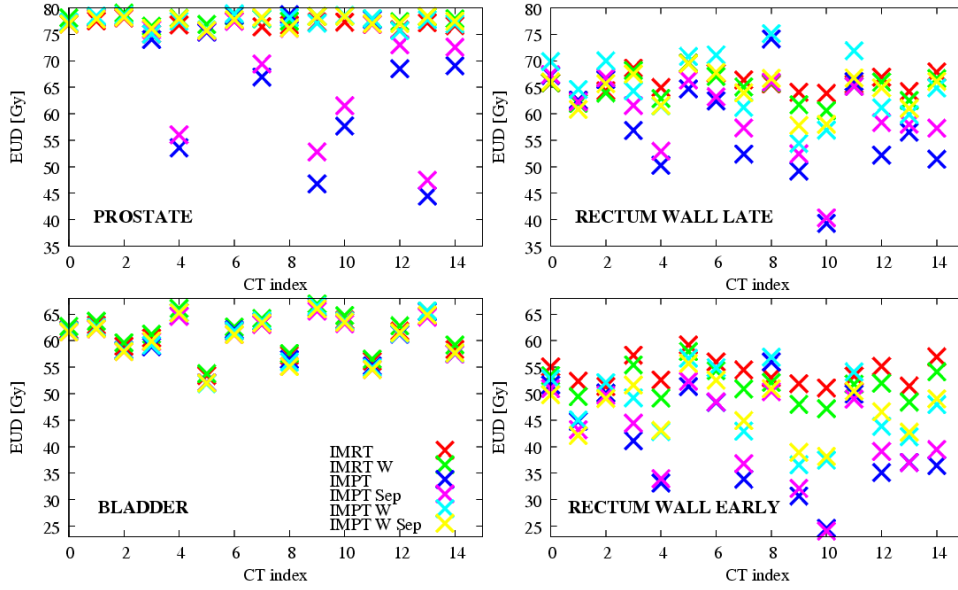 80
75
70
65
60
55
50
45
40
35
EUD [Gy]
PROSTATE
0 2 4 6 8 10 12 14
CT index
80
75
70
65
60
55
50
45
40
35
EUD [Gy]
RECTUM WALL LATE
0 2 4 6 8 10 12 14
CT index
65
60
55
50
45
40
35
30
25
EUD [Gy]
IMRT
IMRT W
IMPT
IMPT Sep
IMPT W
IMPT W Sep
BLADDER
0 2 4 6 8 10 12 14
CT index
65
60
55
50
45
40
35
30
25
EUD [Gy]
RECTUM WALL EARLY
0 2 4 6 8 10 12 14
CT index